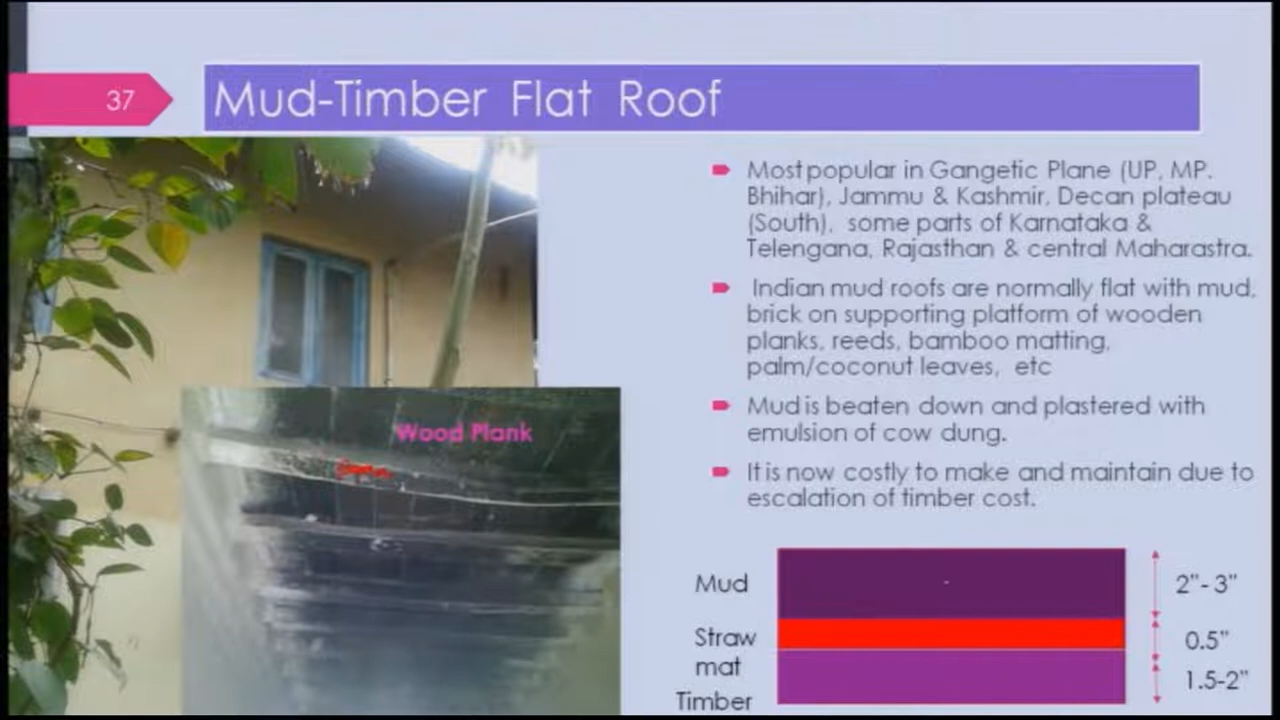 37
Mud-Timber Flat Roof
Most popular in Gangetic Plane (UP, MP.
Bhihar), Jammu & Kashmir, Decan plateau
(South), some parts of Karnataka &
Telengana, Rajasthan & central Maharastra.
Indian mud roofs are normally flat with mud,
brick on supporting platform of wooden
planks, reeds, bamboo matting,
palm/coconut leaves, etc
Mud is beaten down and plastered with
emulsion of cow dung.
It is now costly to make and maintain due to
escalation of timber cost.
Wood Plank
Mud
2"- 3"
Straw
mat
0.5"
Timber
1.5-2"